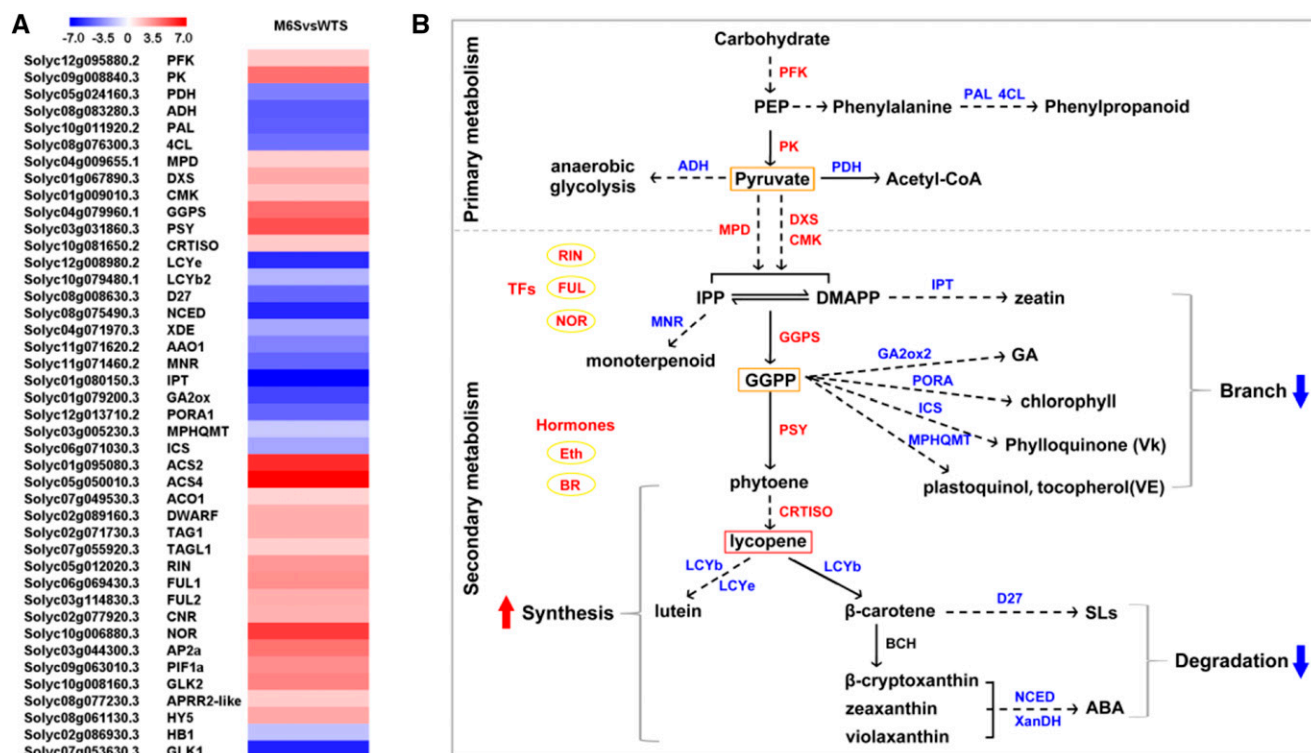 A
-7.0 -3.5 0 3.5 7.0
M6SvsWTS
Solyc12g095880.2 PFK
Solyc09g008840.3 PK
Solyc05g024160.3 PDH
Solyc08g083280.3 ADH
Solyc10g011920.2 PAL
Solyc08g076300.3 4CL
Solyc04g009655.1 MPD
Solyc01g067890.3 DXS
Solyc01g009010.3 CMK
Solyc04g079960.1 GGPS
Solyc03g031860.3 PSY
Solyc10g081650.2 CRTISO
Solyc12g008980.2 LCYe
Solyc10g079480.1 LCYb2
Solyc08g008630.3 D27
Solyc08g075490.3 NCED
Solyc04g071970.3 XDE
Solyc11g071620.2 AAO1
Solyc11g071460.2 MNR
Solyc01g080150.3 IPT
Solyc01g079200.3 GA2ox
Solyc12g013710.2 PORA1
Solyc03g005230.3 MPHQMT
Solyc06g071030.3 ICS
Solyc01g095080.3 ACS2
Solyc05g050010.3 ACS4
Solyc07g049530.3 ACO1
Solyc02g089160.3 DWARF
Solyc02g071730.3 TAG1
Solyc07g055920.3 TAGL1
Solyc05g012020.3 RIN
Solyc06g069430.3 FUL1
Solyc03g114830.3 FUL2
Solyc02g077920.3 CNR
Solyc10g006880.3 NOR
Solyc03g044300.3 AP2a
Solyc09g063010.3 PIF1a
Solyc10g008160.3 GLK2
Solyc08g077230.3 APRR2-like
Solyc08g061130.3 HY5
Solyc02g086930.3 HB1
Solyc07g053630.3 GLK1
B
Primary metabolism
Carbohydrate
PFK
PEP
Phenylalanine
PAL 4CL
Phenylpropanoid
PK
anaerobic
glycolysis
ADH
Pyruvate
PDH
Acetyl-CoA
MPD
DXS
CMK
Secondary metabolism
TFs
RIN
FUL
NOR
IPP
DMAPP
IPT
zeatin
MNR
monoterpenoid
GGPS
GGPP
GA2ox2
GA
PORA
chlorophyll
ICS
Phylloquinone (Vk)
MPHQMT
plastoquinol, tocopherol(VE)
Branch
Hormones
Eth
BR
PSY
phytoene
CRTISO
lycopene
LCYb
LCYe
lutein
LCYb
Synthesis
β-carotene
D27
SLs
BCH
β-cryptoxanthin
zeaxanthin
violaxanthin
NCED
XanDH
ABA
Degradation